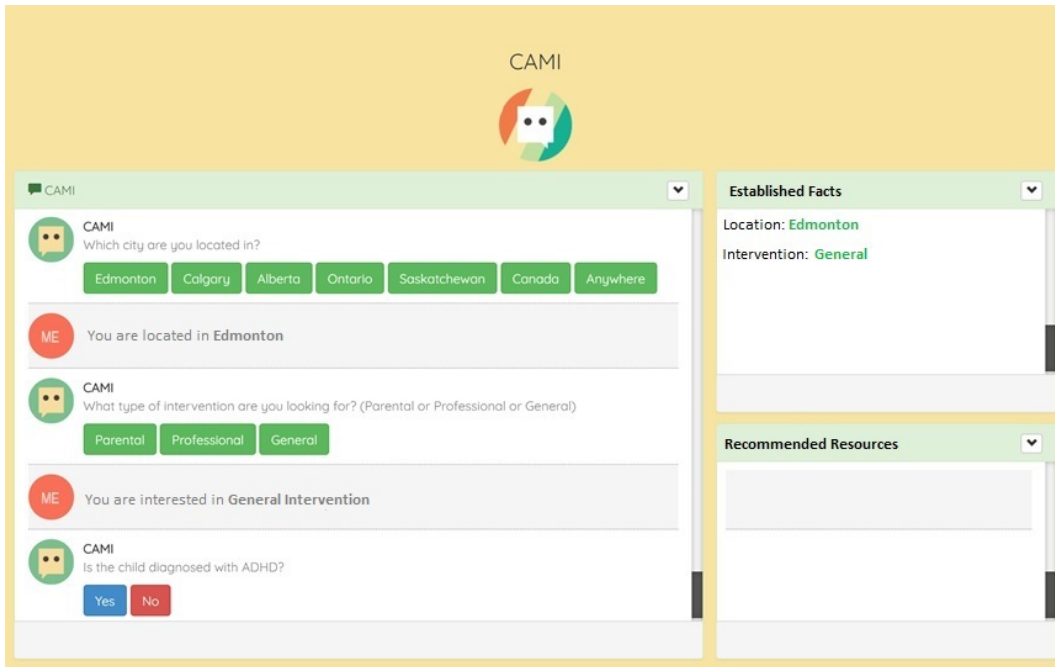 CAMI
CAMI
CAMI
Which city are you located in?
Edmonton Calgary Alberta Ontario Saskatchewan Canada Anywhere
ME You are located in Edmonton
CAMI
What type of intervention are you looking for? (Parental or Professional or General)
Parental Professional General
ME You are interested in General Intervention
CAMI
Is the child diagnosed with ADHD?
Yes No
Established Facts
Location: Edmonton
Intervention: General
Recommended Resources